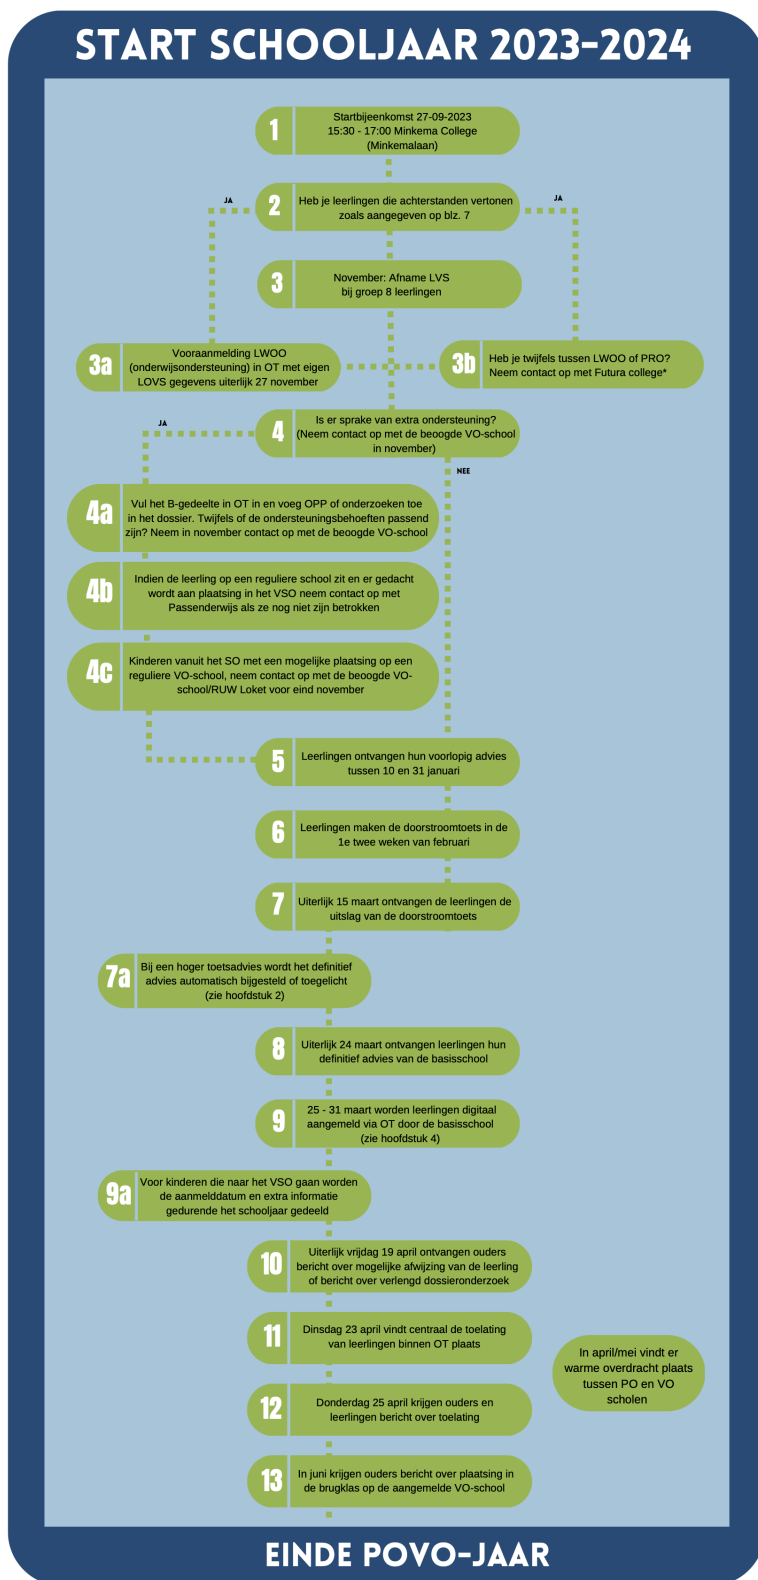 START SCHOOLJAAR 2023-2024
1
Startbijeenkomst 27-09-2023
15:30 - 17:00 Minkema College
(Minkemalaan)
JA
JA
2
Heb je leerlingen die achterstanden vertonen
zoals aangegeven op blz. 7
3
November: Afname LVS
bij groep 8 leerlingen
3a
Vooraanmelding LWOO
(onderwijsondersteuning) in OT met eigen
LOVS gegevens uiterlijk 27 november
3b
Heb je twijfels tussen LWOO of PRO?
Neem contact op met Futura college*
4
Is er sprake van extra ondersteuning?
(Neem contact op met de beoogde VO-school
in november)
JA
NEE
4a
Vul het B-gedeelte in OT in en voeg OPP of onderzoeken toe
in het dossier. Twijfels of de ondersteuningsbehoeften passend
zijn? Neem in november contact op met de beoogde VO-school
4b
Indien de leerling op een reguliere school zit en er gedacht
wordt aan plaatsing in het VSO neem contact op met
Passenderwijs als ze nog niet zijn betrokken
4c
Kinderen vanuit het SO met een mogelijke plaatsing op een
reguliere VO-school, neem contact op met de beoogde VO-
school/RUW Loket voor eind november
5
Leerlingen ontvangen hun voorlopig advies
tussen 10 en 31 januari
6
Leerlingen maken de doorstroomtoets in de
1e twee weken van februari
7
Uiterlijk 15 maart ontvangen de leerlingen de
uitslag van de doorstroomtoets
7a
Bij een hoger toetsadvies wordt het definitief
advies automatisch bijgesteld of toegelicht
(zie hoofdstuk 2)
8
Uiterlijk 24 maart ontvangen leerlingen hun
definitief advies van de basisschool
9
25 - 31 maart worden leerlingen digitaal
aangemeld via OT door de basisschool
(zie hoofdstuk 4)
9a
Voor kinderen die naar het VSO gaan worden
de aanmelddatum en extra informatie
gedurende het schooljaar gedeeld
10
Uiterlijk vrijdag 19 april ontvangen ouders
bericht over mogelijke afwijzing van de leerling
of bericht over verlengd dossieronderzoek
11
Dinsdag 23 april vindt centraal de toelating
van leerlingen binnen OT plaats
In april/mei vindt er
warme overdracht plaats
tussen PO en VO
scholen
12
Donderdag 25 april krijgen ouders en
leerlingen bericht over toelating
13
In juni krijgen ouders bericht over plaatsing in
de brugklas op de aangemelde VO-school
EINDE POVO-JAAR